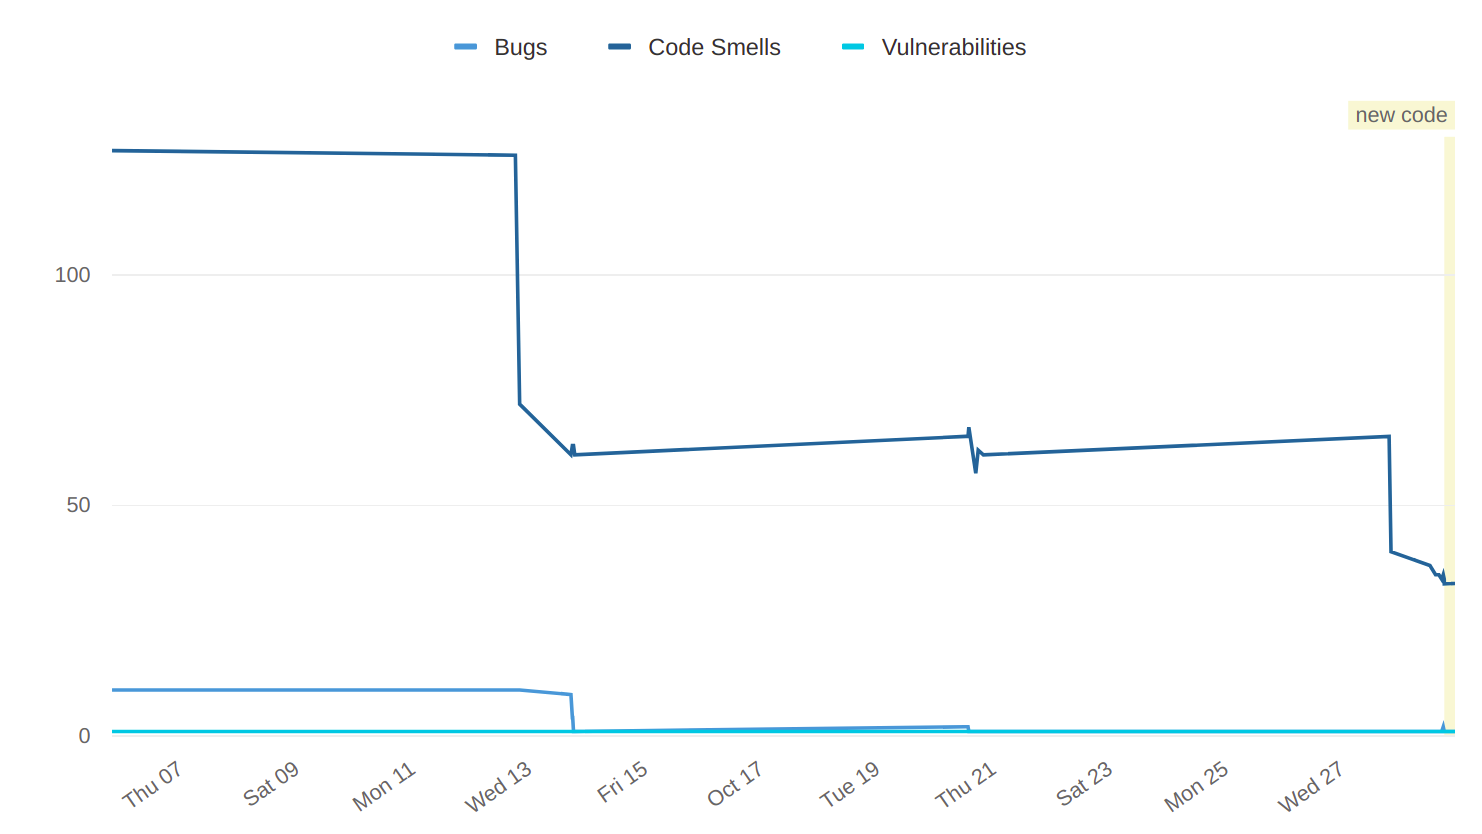 Bugs Code Smells Vulnerabilities
new code
100
50
0
Thu 07 Sat 09 Mon 11 Wed 13 Fri 15 Oct 17 Tue 19 Thu 21 Sat 23 Mon 25 Wed 27